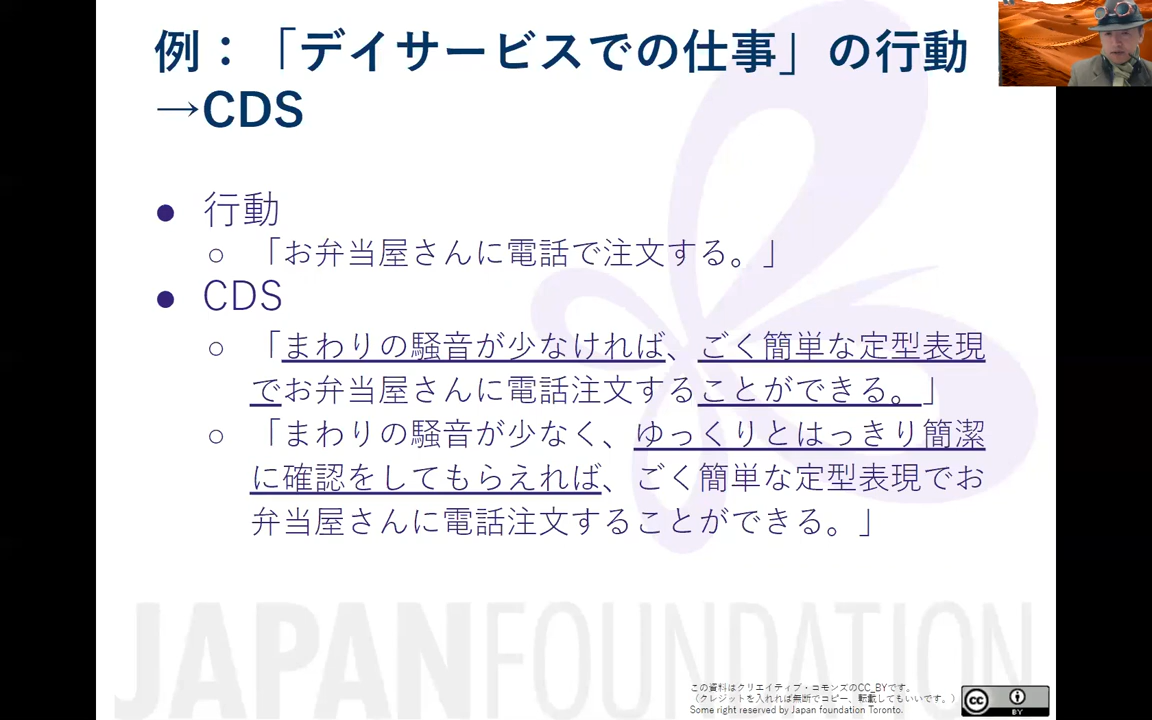 例：「デイサービスでの仕事」の行動
→CDS
● 行動
○ 「お弁当屋さんに電話で注文する。」
● CDS
○ 「まわりの騒音が少なければ、ごく簡単な定型表現
でお弁当屋さんに電話注文することができる。」
○ 「まわりの騒音が少なく、ゆっくりとはっきり簡潔
に確認をしてもらえれば、ごく簡単な定型表現でお
弁当屋さんに電話注文することができる。」
JAPANFOUNDATION
この資料はクリエイティブ・コモンズのCC_BYです。
（クレジットを入れれば無断でコピー、転載してもいいです。）
Some right reserved by Japan foundation Toronto.
cc
BY